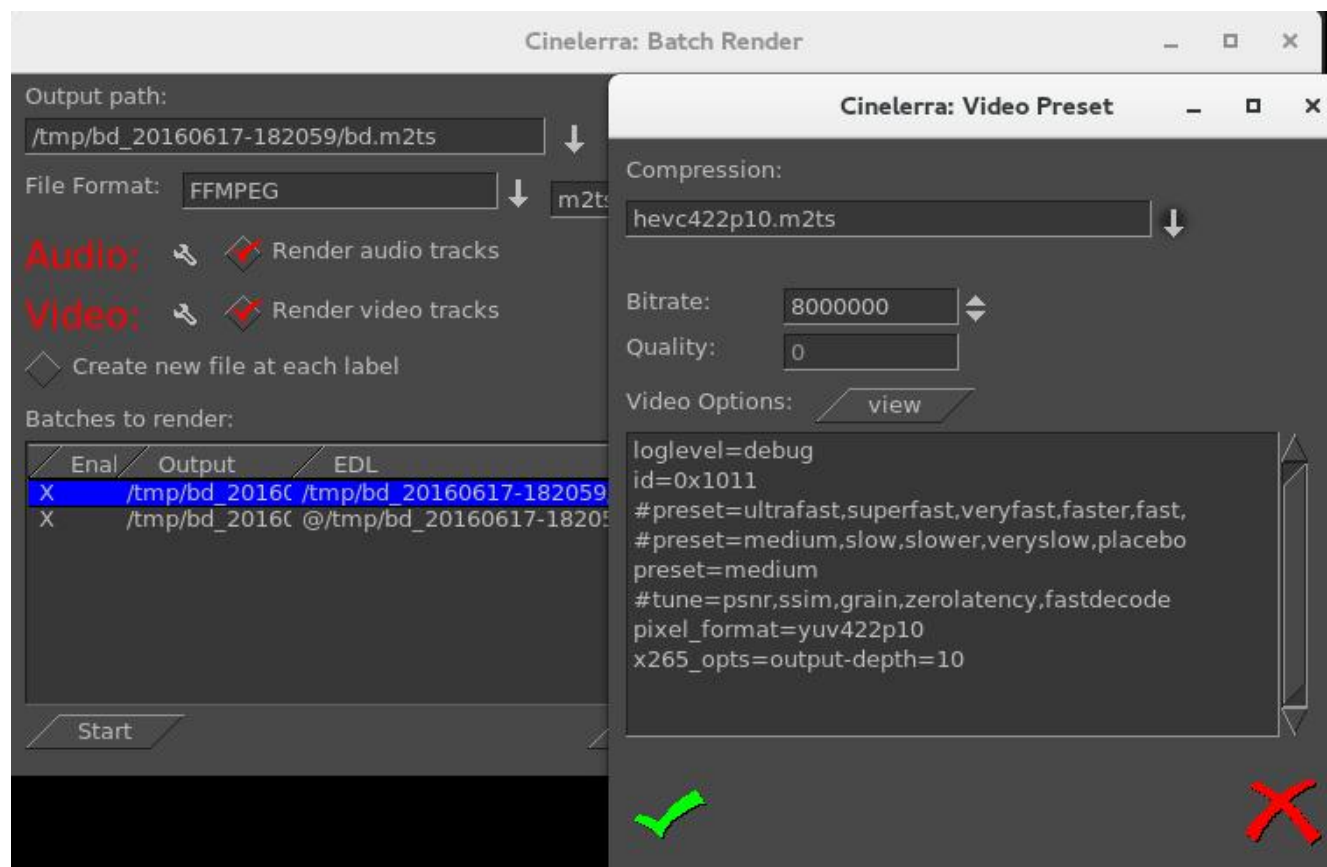 Cinelerra: Batch Render
Output path:
/tmp/bd_20160617-182059/bd.m2ts
File Format:
FFMPEG
m2ts
Audio:
Render audio tracks
Video:
Render video tracks
Create new file at each label
Batches to render:
Enal Output EDL
X /tmp/bd_2016 /tmp/bd_20160617-182059
X /tmp/bd_2016 @/tmp/bd_20160617-1820
Start
Cinelerra: Video Preset
Compression:
hevc422p10.m2ts
Bitrate: 8000000
Quality: 0
Video Options: view
loglevel=debug
id=0x1011
#preset=ultrafast,superfast,veryfast,faster,fast,
#preset=medium,slow,slower,veryslow,placebo
preset=medium
#tune=psnr,ssim,grain,zerolatency,fastdecode
pixel_format=yuv422p10
x265_opts=output-depth=10